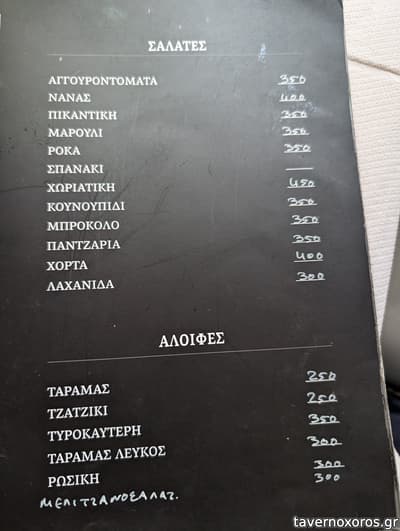 ΣΑΛΑΤΕΣ
ΑΓΓΟΥΡΟΝΤΟΜΑΤΑ 350
ΝΑΝΑΣ 400
ΠΙΚΑΝΤΙΚΗ 350
ΜΑΡΟΥΛΙ 350
ΡΟΚΑ 350
ΣΠΑΝΑΚΙ —
ΧΩΡΙΑΤΙΚΗ 450
ΚΟΥΝΟΥΠΙΔΙ 350
ΜΠΡΟΚΟΛΟ 350
ΠΑΝΤΖΑΡΙΑ 350
ΧΟΡΤΑ 400
ΛΑΧΑΝΙΔΑ 300
ΑΛΟΙΦΕΣ
ΤΑΡΑΜΑΣ 250
ΤΖΑΤΖΙΚΙ 250
ΤΥΡΟΚΑΥΤΕΡΗ 350
ΤΑΡΑΜΑΣ ΛΕΥΚΟΣ 300
ΡΩΣΙΚΗ 300
ΜΕΛΙΤΖΑΝΟΣΑΛΑΤ. 300
tavernoxoros.gr